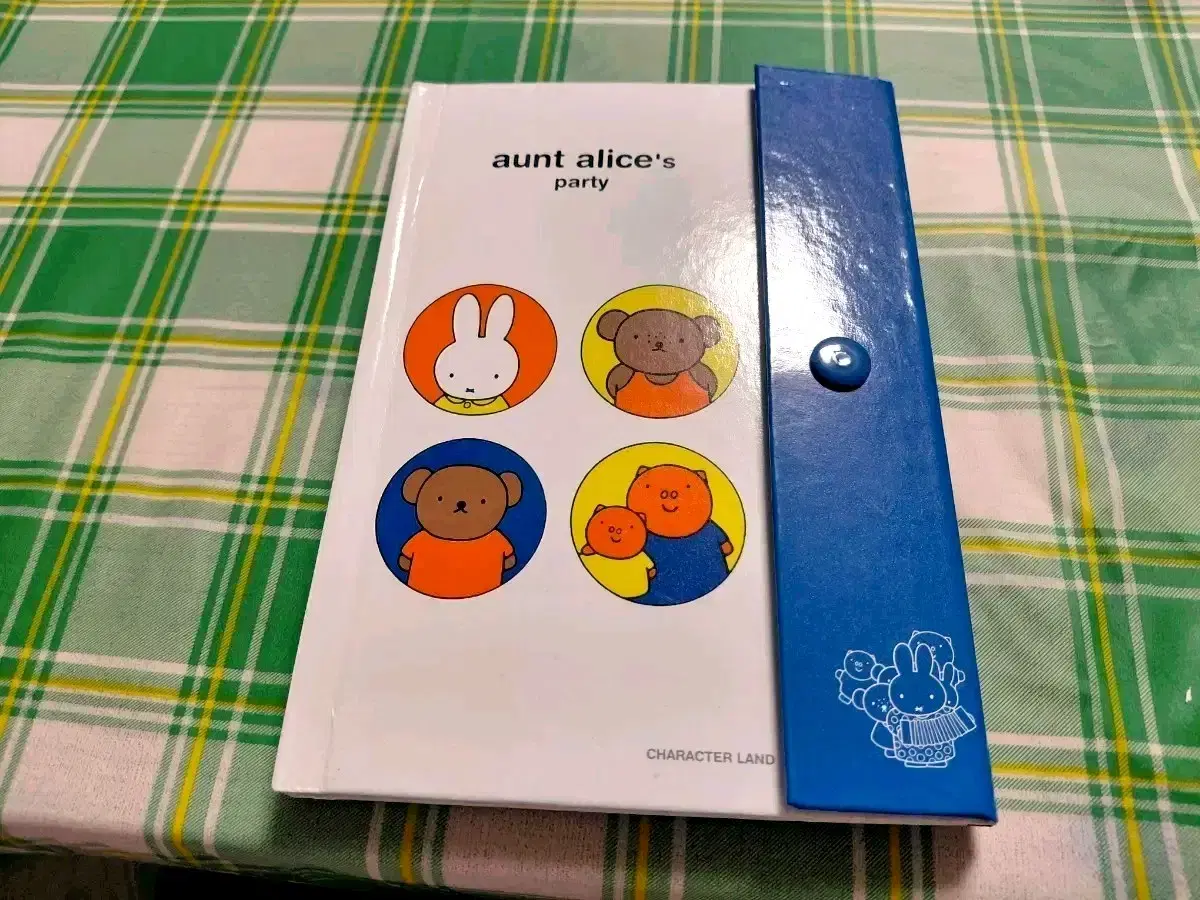 aunt alice's
party
CHARACTER LAND